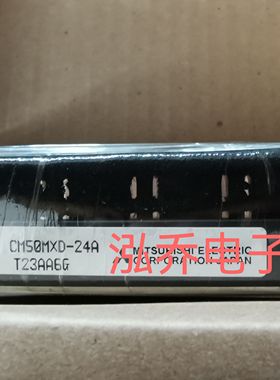 CM50MXD-24A
T23AA6G
MITSUBISHI ELECTRIC
CORPORATION JAPAN
泓乔电子